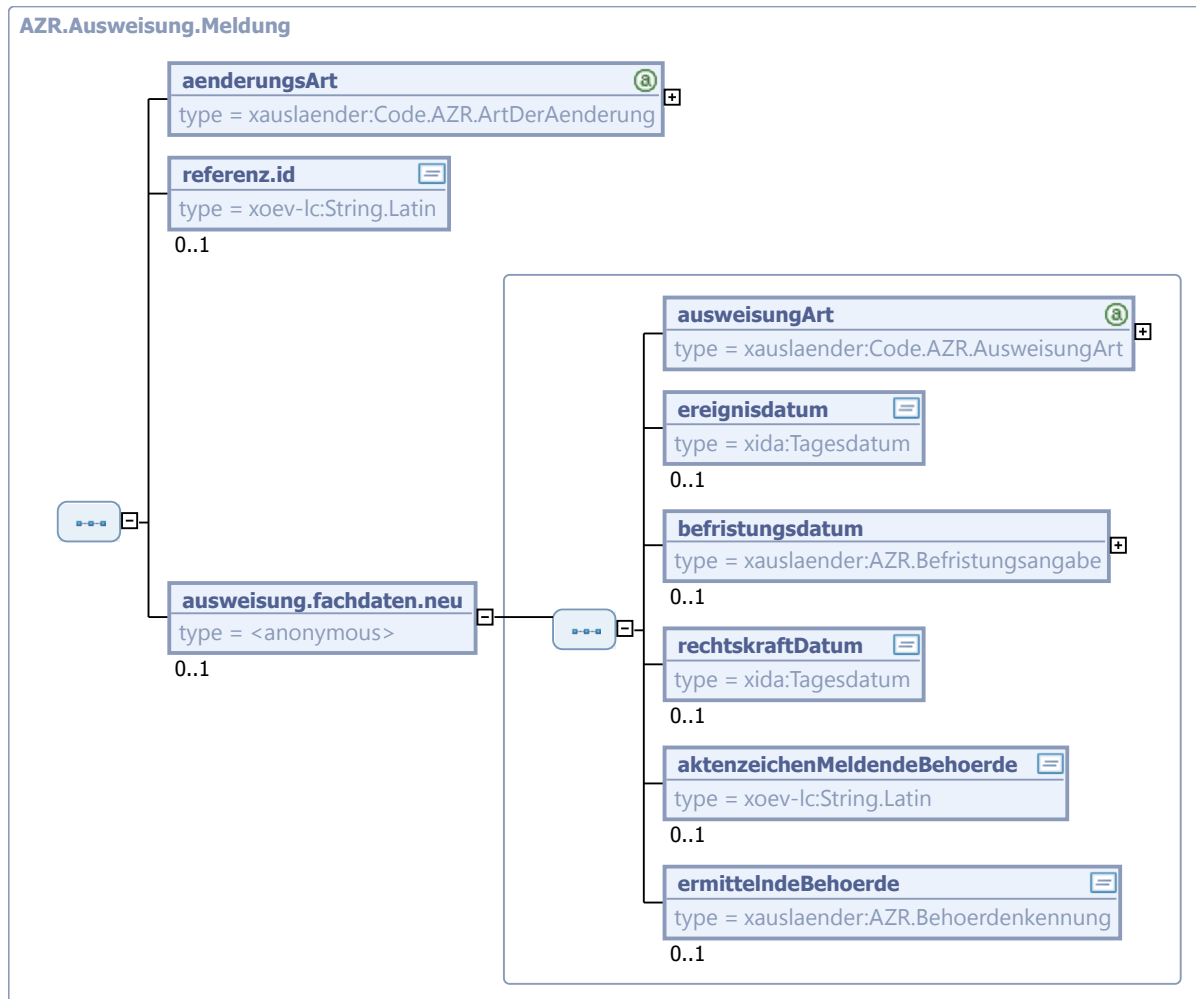 AZR.Ausweisung.Meldung
aenderungsArt
type = xauslaender:Code.AZR.ArtDerAenderung
referenz.id
type = xoev-lc:String.Latin
0..1
ausweisung.fachdaten.neu
type = <anonymous>
0..1
ausweisungArt
type = xauslaender:Code.AZR.AusweisungArt
ereignisdatum
type = xida:Tagesdatum
0..1
befristungsdatum
type = xauslaender:AZR.Befristungsangabe
0..1
rechtskraftDatum
type = xida:Tagesdatum
0..1
aktenzeichenMeldendeBehoerde
type = xoev-lc:String.Latin
0..1
ermittelndeBehoerde
type = xauslaender:AZR.Behoerdenkennung
0..1